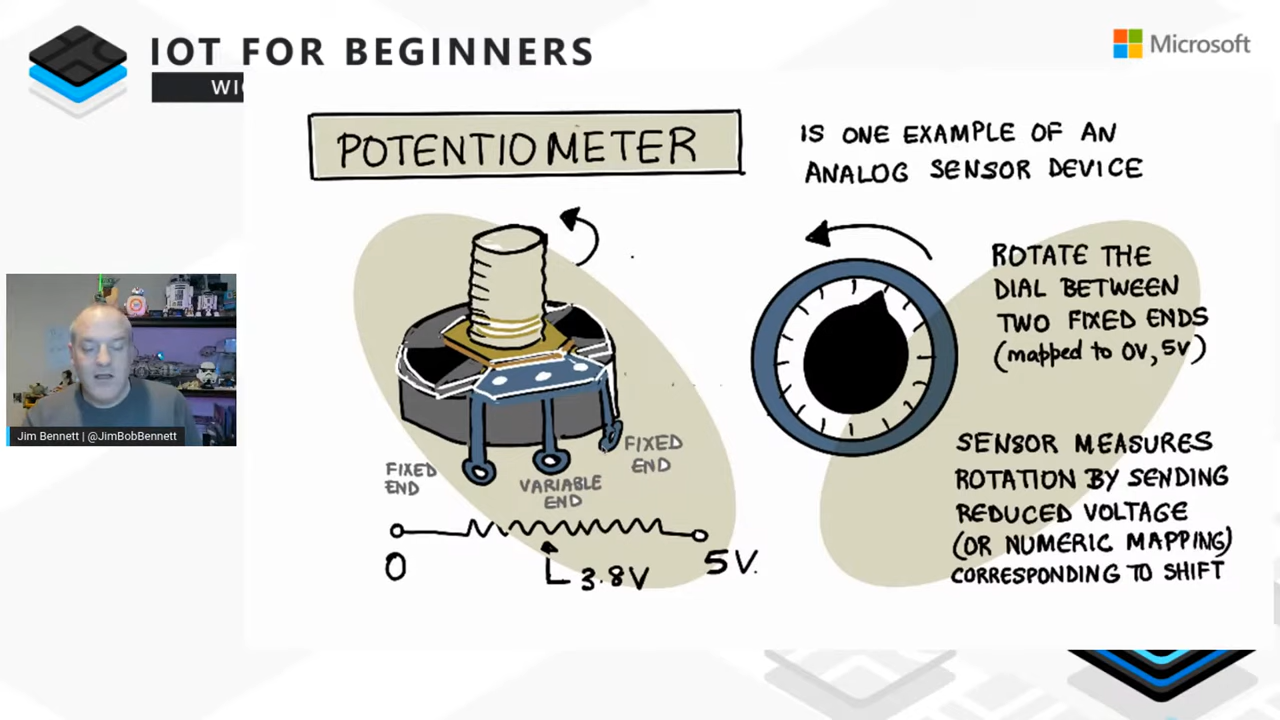 IOT FOR BEGINNERS
Microsoft
POTENTIOMETER
IS ONE EXAMPLE OF AN
ANALOG SENSOR DEVICE
ROTATE THE
DIAL BETWEEN
TWO FIXED ENDS
(mapped to 0V, 5V)
Jim Bennett | @JimBobBennett
FIXED
END
VARIABLE
END
FIXED
END
0
3.8V
5V.
SENSOR MEASURES
ROTATION BY SENDING
REDUCED VOLTAGE
(OR NUMERIC MAPPING)
CORRESPONDING TO SHIFT